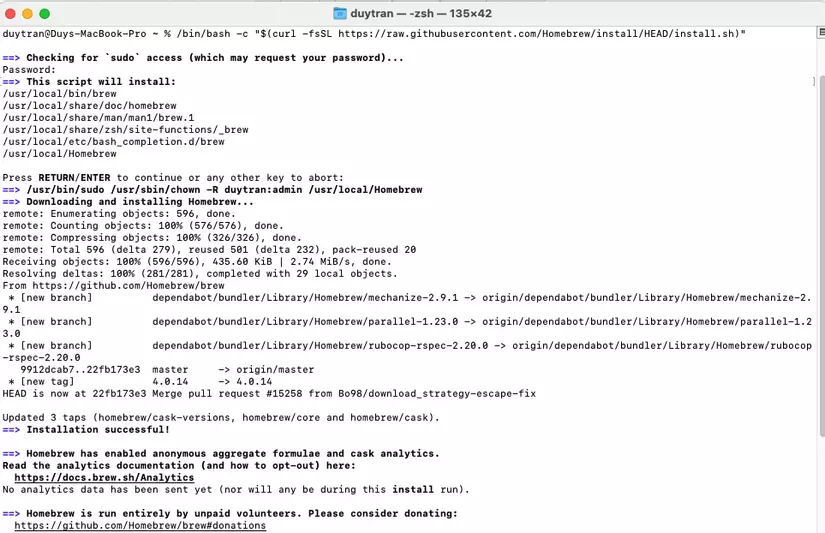 duytran — -zsh — 135×42
duytran@Duys-MacBook-Pro ~ % /bin/bash -c "$(curl -fsSL https://raw.githubusercontent.com/Homebrew/install/HEAD/install.sh)"
==> Checking for `sudo` access (which may request your password)...
Password:
==> This script will install:
/usr/local/bin/brew
/usr/local/share/doc/homebrew
/usr/local/share/man/man1/brew.1
/usr/local/share/zsh/site-functions/_brew
/usr/local/etc/bash_completion.d/brew
/usr/local/Homebrew
Press RETURN/ENTER to continue or any other key to abort:
==> /usr/bin/sudo /usr/sbin/chown -R duytran:admin /usr/local/Homebrew
==> Downloading and installing Homebrew...
remote: Enumerating objects: 596, done.
remote: Counting objects: 100% (576/576), done.
remote: Compressing objects: 100% (326/326), done.
remote: Total 596 (delta 279), reused 501 (delta 232), pack-reused 20
Receiving objects: 100% (596/596), 435.60 KiB | 2.74 MiB/s, done.
Resolving deltas: 100% (281/281), completed with 29 local objects.
From https://github.com/Homebrew/brew
 * [new branch]          dependabot/bundler/Library/Homebrew/mechanize-2.9.1 -> origin/dependabot/bundler/Library/Homebrew/mechanize-2.
9.1
 * [new branch]          dependabot/bundler/Library/Homebrew/parallel-1.23.0 -> origin/dependabot/bundler/Library/Homebrew/parallel-1.2
3.0
 * [new branch]          dependabot/bundler/Library/Homebrew/rubocop-rspec-2.20.0 -> origin/dependabot/bundler/Library/Homebrew/rubocop
-rspec-2.20.0
   9912dcab7..22fb173e3  master     -> origin/master
 * [new tag]             4.0.14     -> 4.0.14
HEAD is now at 22fb173e3 Merge pull request #15258 from Bo98/download_strategy-escape-fix
Updated 3 taps (homebrew/cask-versions, homebrew/core and homebrew/cask).
==> Installation successful!
==> Homebrew has enabled anonymous aggregate formulae and cask analytics.
Read the analytics documentation (and how to opt-out) here:
  https://docs.brew.sh/Analytics
No analytics data has been sent yet (nor will any be during this install run).
==> Homebrew is run entirely by unpaid volunteers. Please consider donating:
  https://github.com/Homebrew/brew#donations